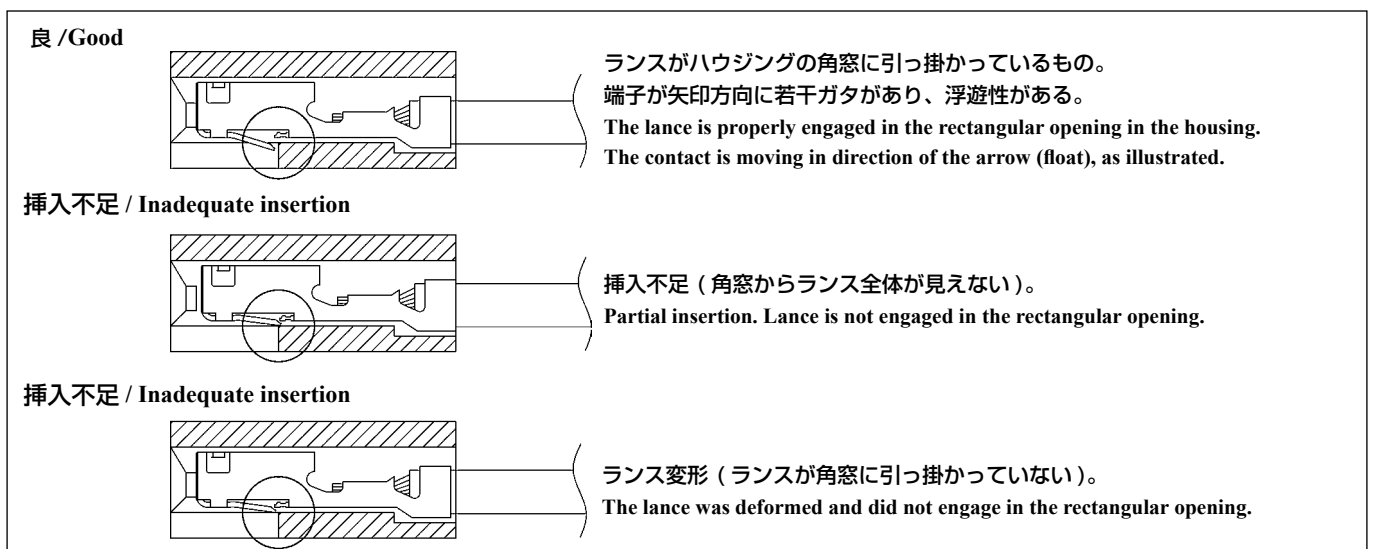 良 /Good
ランスがハウジングの角窓に引っ掛かっているもの。
端子が矢印方向に若干ガタがあり、浮遊性がある。
The lance is properly engaged in the rectangular opening in the housing.
The contact is moving in direction of the arrow (float), as illustrated.
挿入不足 / Inadequate insertion
挿入不足 ( 角窓からランス全体が見えない )。
Partial insertion. Lance is not engaged in the rectangular opening.
挿入不足 / Inadequate insertion
ランス変形 ( ランスが角窓に引っ掛かっていない )。
The lance was deformed and did not engage in the rectangular opening.